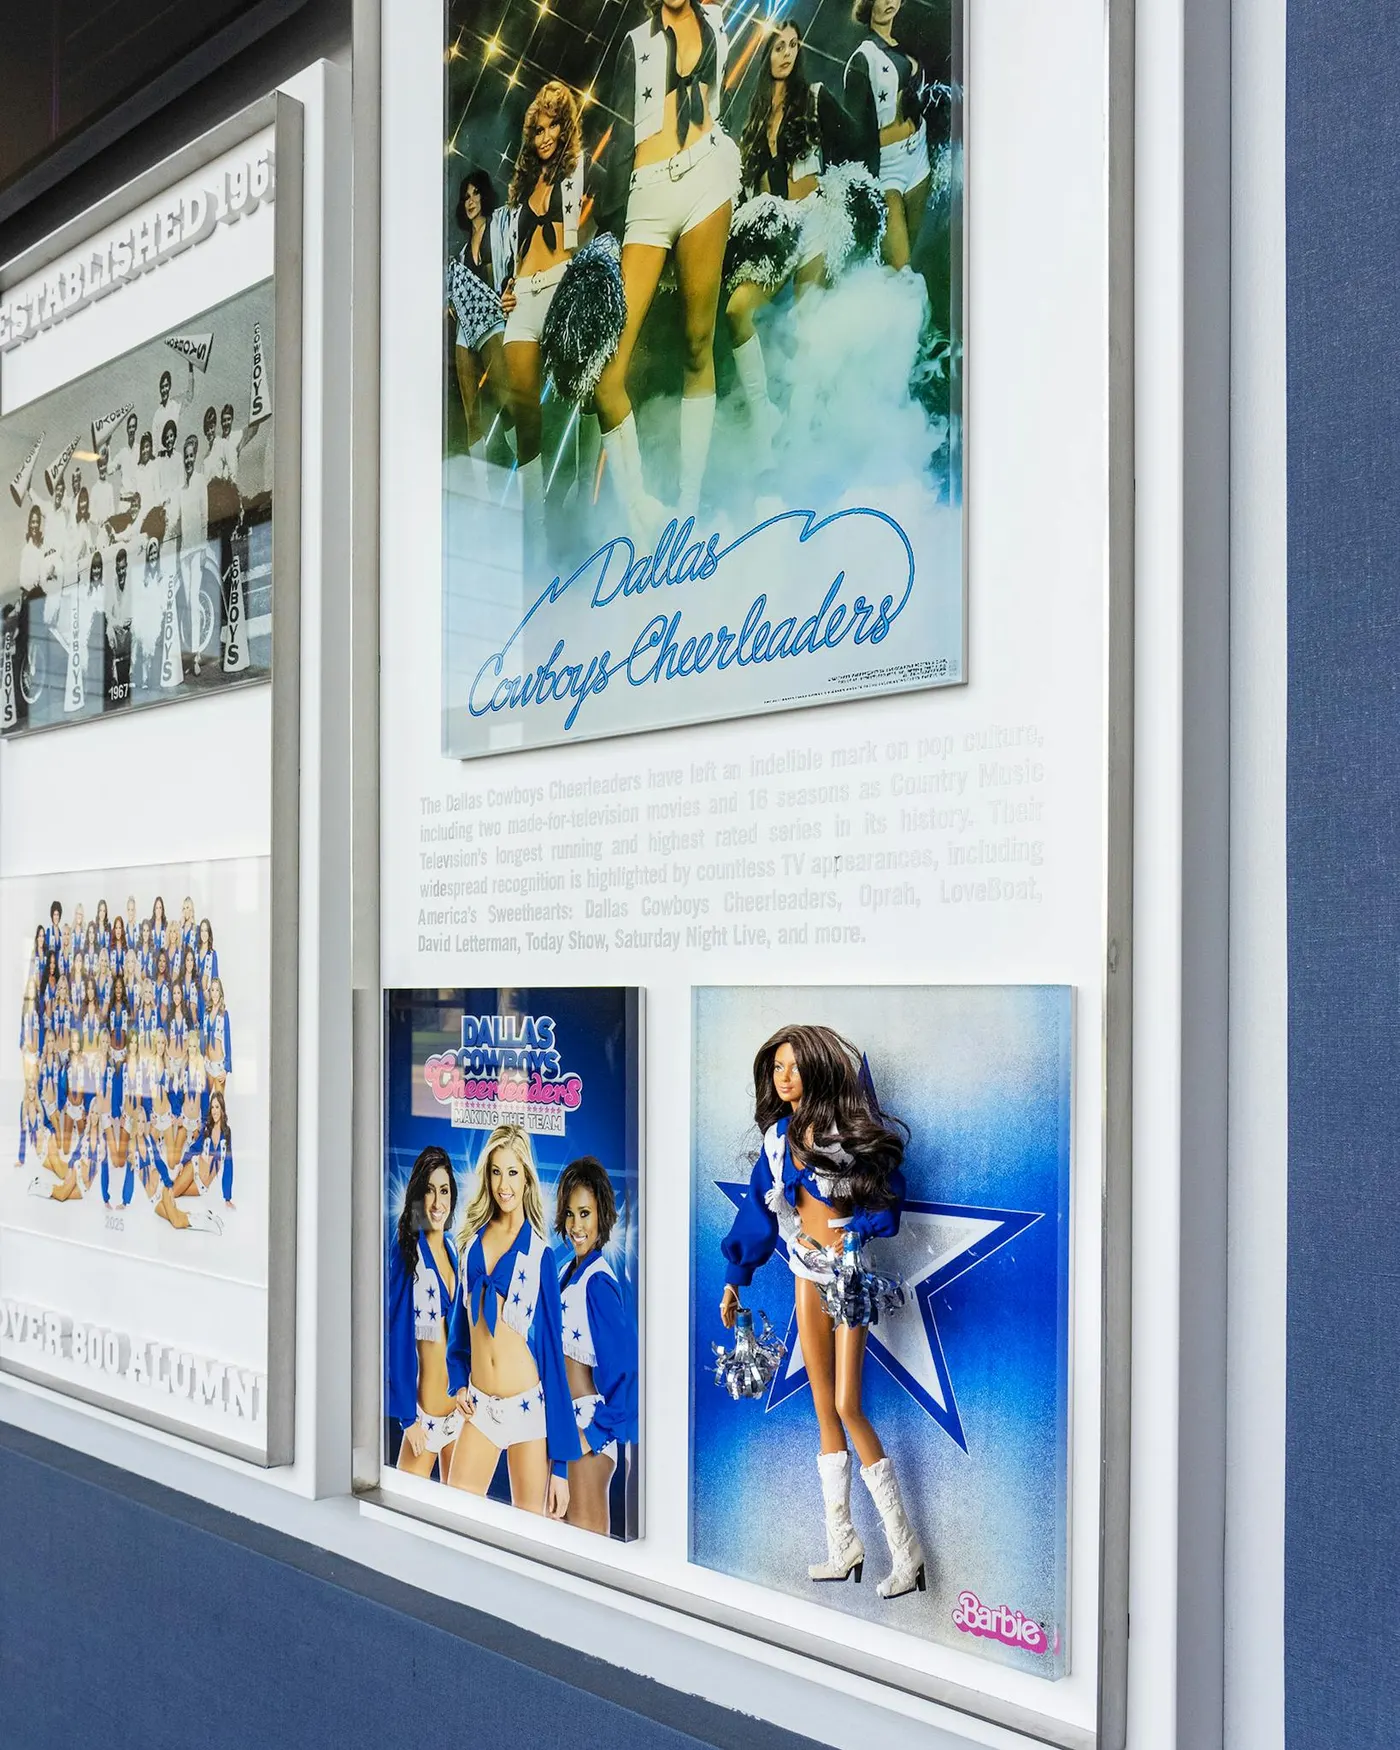 ESTABLISHED 196
COWBOYS
COWBOYS
COWBOYS
COWBOYS
COWBOYS
1967
2025
OVER 800 ALUMNI
Dallas
Cowboys Cheerleaders
The Dallas Cowboys Cheerleaders have left an indelible mark on pop culture,
including two made-for-television movies and 16 seasons as Country Music
Television's longest running and highest rated series in its history. Their
widespread recognition is highlighted by countless TV appearances, including
America's Sweethearts: Dallas Cowboys Cheerleaders, Oprah, LoveBoat,
David Letterman, Today Show, Saturday Night Live, and more.
DALLAS
COWBOYS
Cheerleaders
MAKING THE TEAM
Barbie